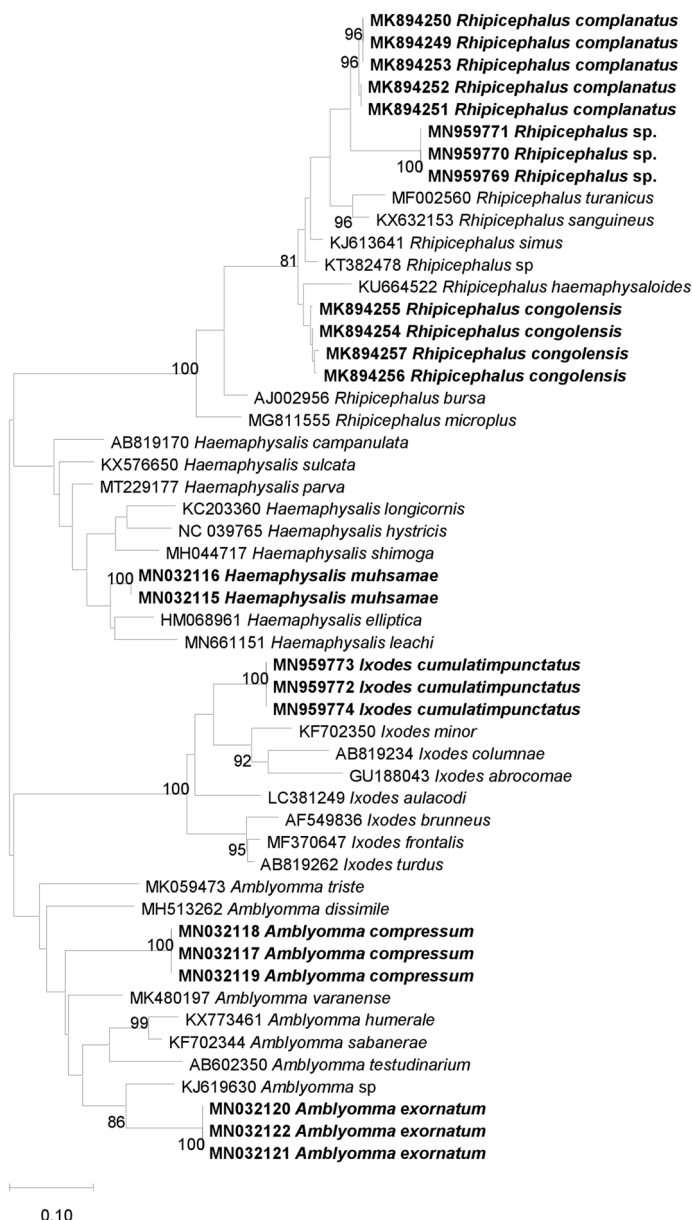 MK894250 Rhipicephalus complanatus
96
MK894249 Rhipicephalus complanatus
96
MK894253 Rhipicephalus complanatus
MK894252 Rhipicephalus complanatus
MK894251 Rhipicephalus complanatus
MN959771 Rhipicephalus sp.
MN959770 Rhipicephalus sp.
100
MN959769 Rhipicephalus sp.
MF002560 Rhipicephalus turanicus
96
KX632153 Rhipicephalus sanguineus
KJ613641 Rhipicephalus simus
81
KT382478 Rhipicephalus sp
KU664522 Rhipicephalus haemaphysaloides
MK894255 Rhipicephalus congolensis
MK894254 Rhipicephalus congolensis
MK894257 Rhipicephalus congolensis
100
MK894256 Rhipicephalus congolensis
AJ002956 Rhipicephalus bursa
MG811555 Rhipicephalus microplus
AB819170 Haemaphysalis campanulata
KX576650 Haemaphysalis sulcata
MT229177 Haemaphysalis parva
KC203360 Haemaphysalis longicornis
NC 039765 Haemaphysalis hystricis
MH044717 Haemaphysalis shimoga
100
MN032116 Haemaphysalis muhsamae
MN032115 Haemaphysalis muhsamae
HM068961 Haemaphysalis elliptica
MN661151 Haemaphysalis leachi
MN959773 Ixodes cumulatimpunctatus
100
MN959772 Ixodes cumulatimpunctatus
MN959774 Ixodes cumulatimpunctatus
KF702350 Ixodes minor
92
AB819234 Ixodes columnae
GU188043 Ixodes abrocomae
100
LC381249 Ixodes aulacodi
AF549836 Ixodes brunneus
95
MF370647 Ixodes frontalis
AB819262 Ixodes turdus
MK059473 Amblyomma triste
MH513262 Amblyomma dissimile
MN032118 Amblyomma compressum
100
MN032117 Amblyomma compressum
MN032119 Amblyomma compressum
MK480197 Amblyomma varanense
99
KX773461 Amblyomma humerale
KF702344 Amblyomma sabanerae
AB602350 Amblyomma testudinarium
KJ619630 Amblyomma sp
86
MN032120 Amblyomma exornatum
MN032122 Amblyomma exornatum
100
MN032121 Amblyomma exornatum
0.10